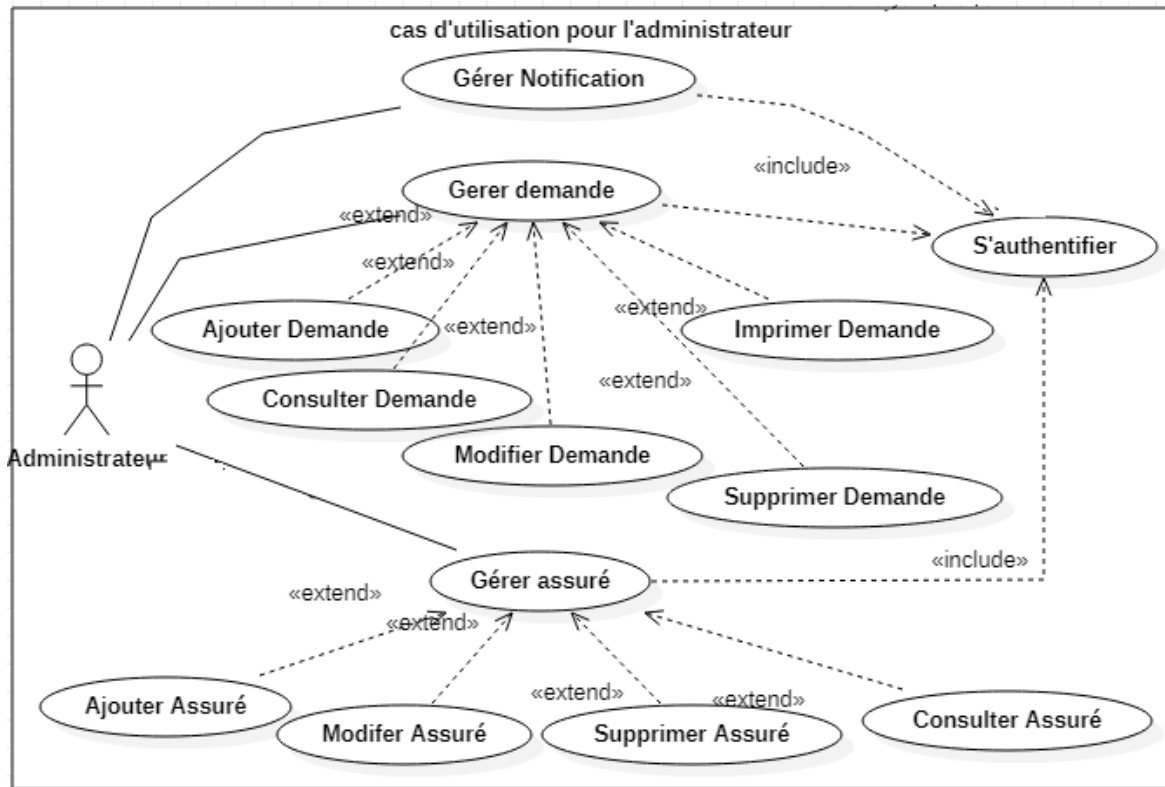 cas d'utilisation pour l'administrateur
Gérer Notification
«include»
Gerer demande
«extend»
S'authentifier
«extend»
Ajouter Demande
«extend»
«extend»
Imprimer Demande
Consulter Demande
«extend»
Modifier Demande
Administrateur
Supprimer Demande
«include»
Gérer assuré
«extend»
«extend»
Ajouter Assuré
«extend»
«extend»
Modifer Assuré
Supprimer Assuré
Consulter Assuré